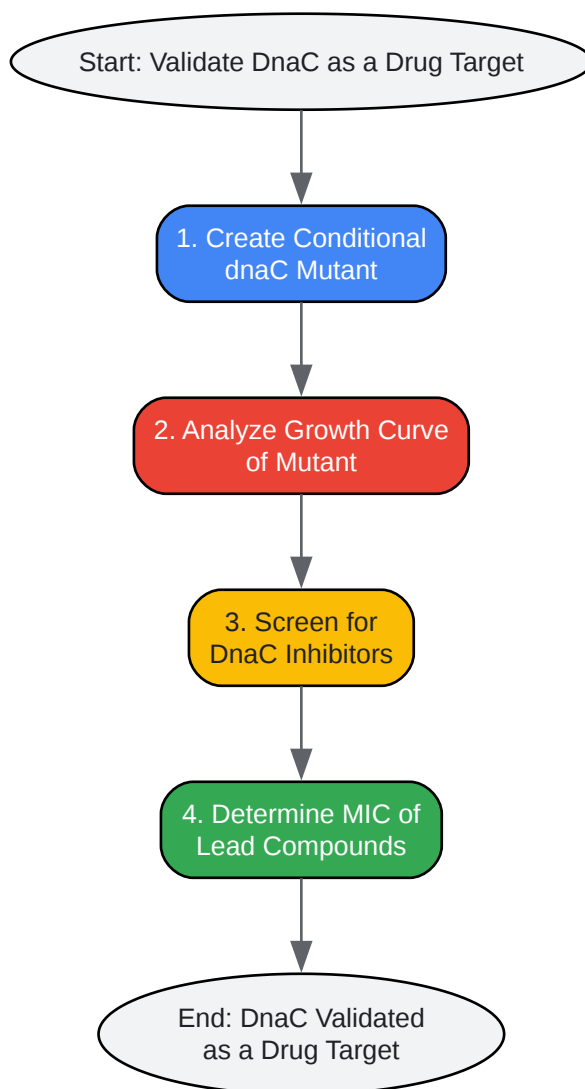 Start: Validate DnaC as a Drug Target
1. Create Conditional
dnaC Mutant
2. Analyze Growth Curve
of Mutant
3. Screen for
DnaC Inhibitors
4. Determine MIC of
Lead Compounds
End: DnaC Validated
as a Drug Target